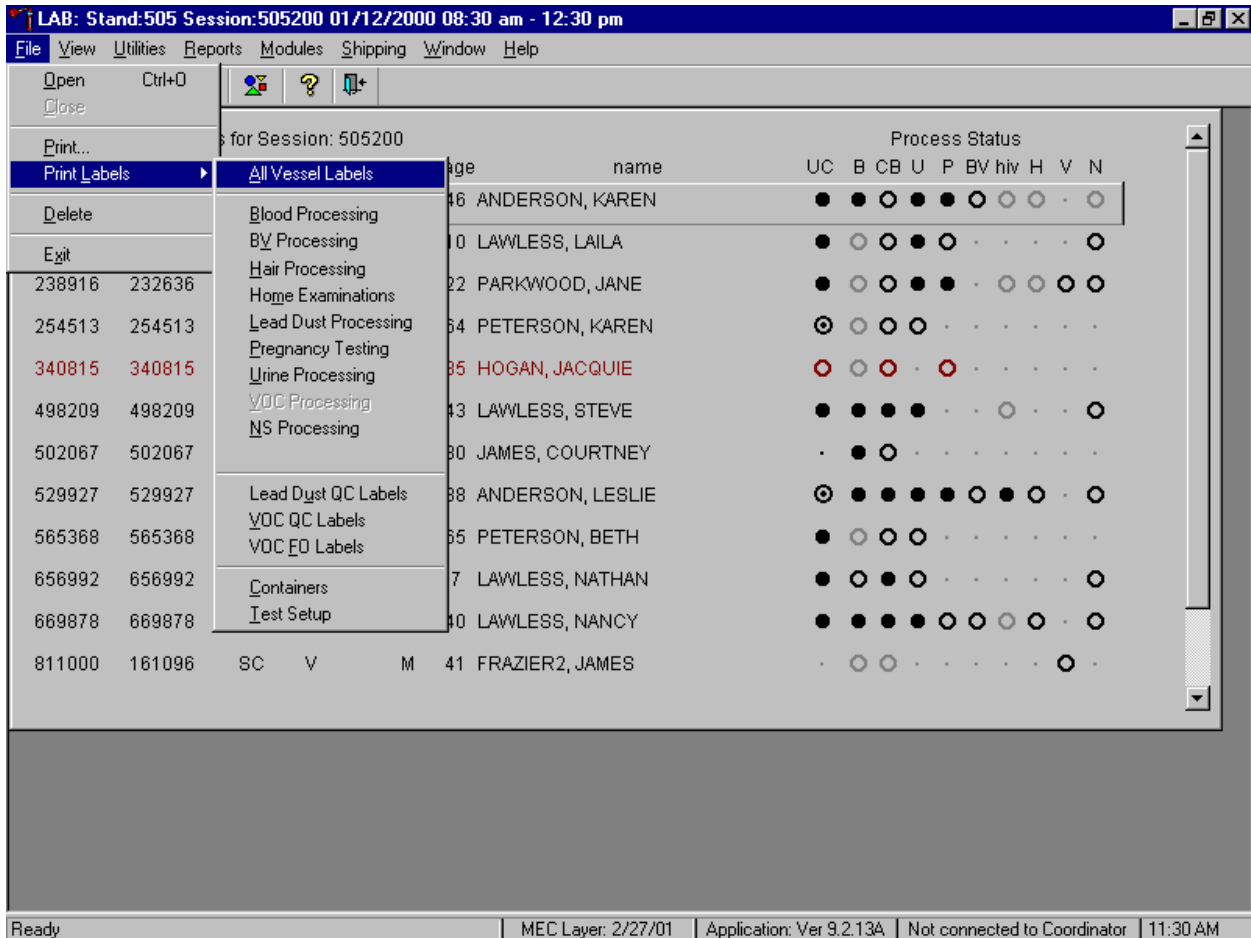 LAB: Stand:505 Session:505200 01/12/2000 08:30 am - 12:30 pm
File View Utilities Reports Modules Shipping Window Help
Open Ctrl+O
Close
Print...
Print Labels
Delete
Exit
All Vessel Labels
Blood Processing
BV Processing
Hair Processing
Home Examinations
Lead Dust Processing
Pregnancy Testing
Urine Processing
VOC Processing
NS Processing
Lead Dust QC Labels
VOC QC Labels
VOC FO Labels
Containers
Test Setup
for Session: 505200 Process Status
name UC B CB U P BV hiv H V N
46 ANDERSON, KAREN
LAWLESS, LAILA
238916 232636 22 PARKWOOD, JANE
254513 254513 64 PETERSON, KAREN
340815 340815 35 HOGAN, JACQUIE
498209 498209 43 LAWLESS, STEVE
502067 502067 JAMES, COURTNEY
529927 529927 ANDERSON, LESLIE
565368 565368 PETERSON, BETH
656992 656992 7 LAWLESS, NATHAN
669878 669878 40 LAWLESS, NANCY
811000 161096 SC V M 41 FRAZIER2, JAMES
Ready MEC Layer: 2/27/01 Application: Ver 9.2.13A Not connected to Coordinator 11:30 AM